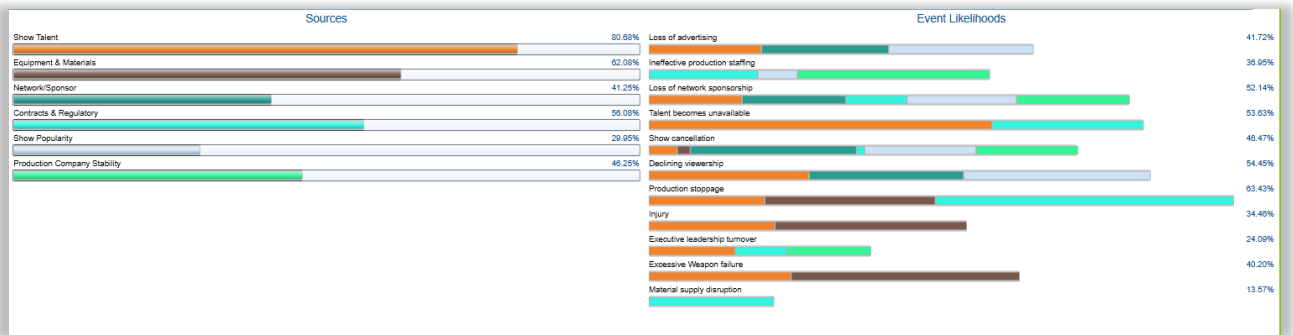 Sources
Show Talent 80.68%
Equipment & Materials 62.08%
Network/Sponsor 41.25%
Contracts & Regulatory 56.08%
Show Popularity 29.95%
Production Company Stability 46.25%
Event Likelihoods
Loss of advertising 41.72%
Ineffective production staffing 36.95%
Loss of network sponsorship 52.14%
Talent becomes unavailable 53.63%
Show cancellation 46.47%
Declining viewership 54.45%
Production stoppage 63.43%
Injury 34.46%
Executive leadership turnover 24.09%
Excessive Weapon failure 40.20%
Material supply disruption 13.57%